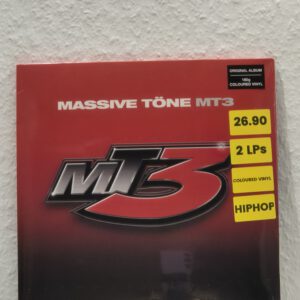 ORIGINAL ALBUM
180g
COLOURED VINYL
MASSIVE TÖNE MT3
26.90
2 LPs
COLOURED VINYL
HIPHOP
MT3